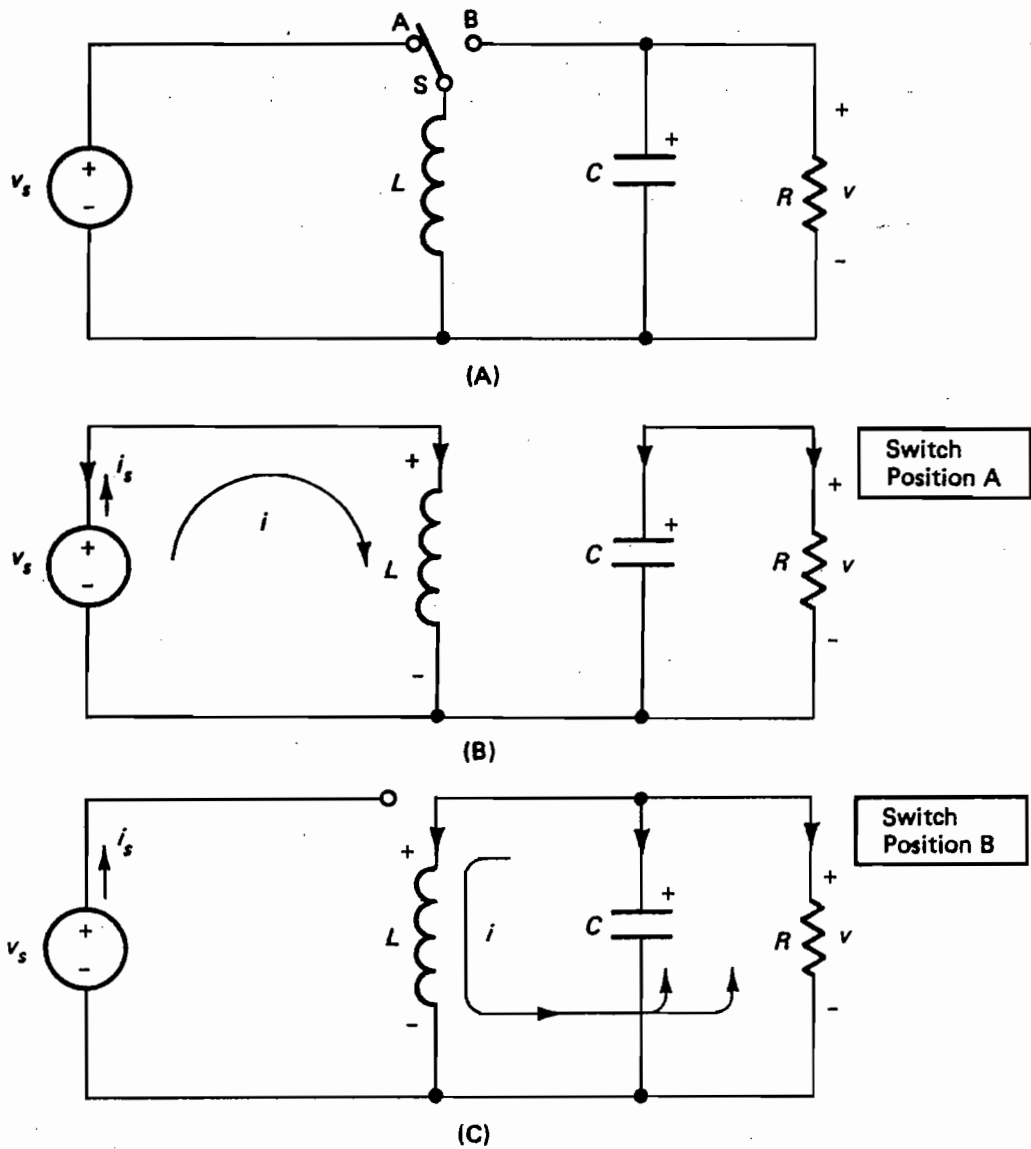 A B
S
+
v_s + -
L
C +
R v
-
(A)
i_s
+
i
v_s + -
L
-
C +
+
R v
-
Switch
Position A
(B)
i_s
+
v_s + -
L
i
-
C +
+
R v
-
Switch
Position B
(C)